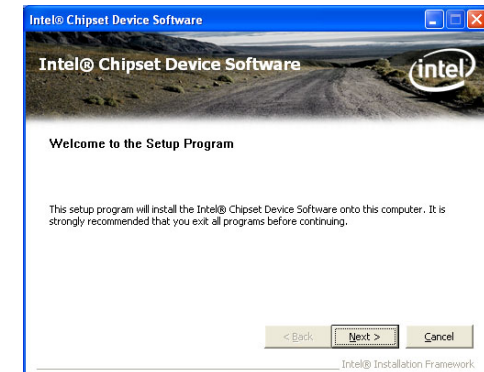 Intel® Chipset Device Software
Intel® Chipset Device Software
intel
Welcome to the Setup Program
This setup program will install the Intel® Chipset Device Software onto this computer. It is
strongly recommended that you exit all programs before continuing.
< Back Next > Cancel
Intel® Installation Framework